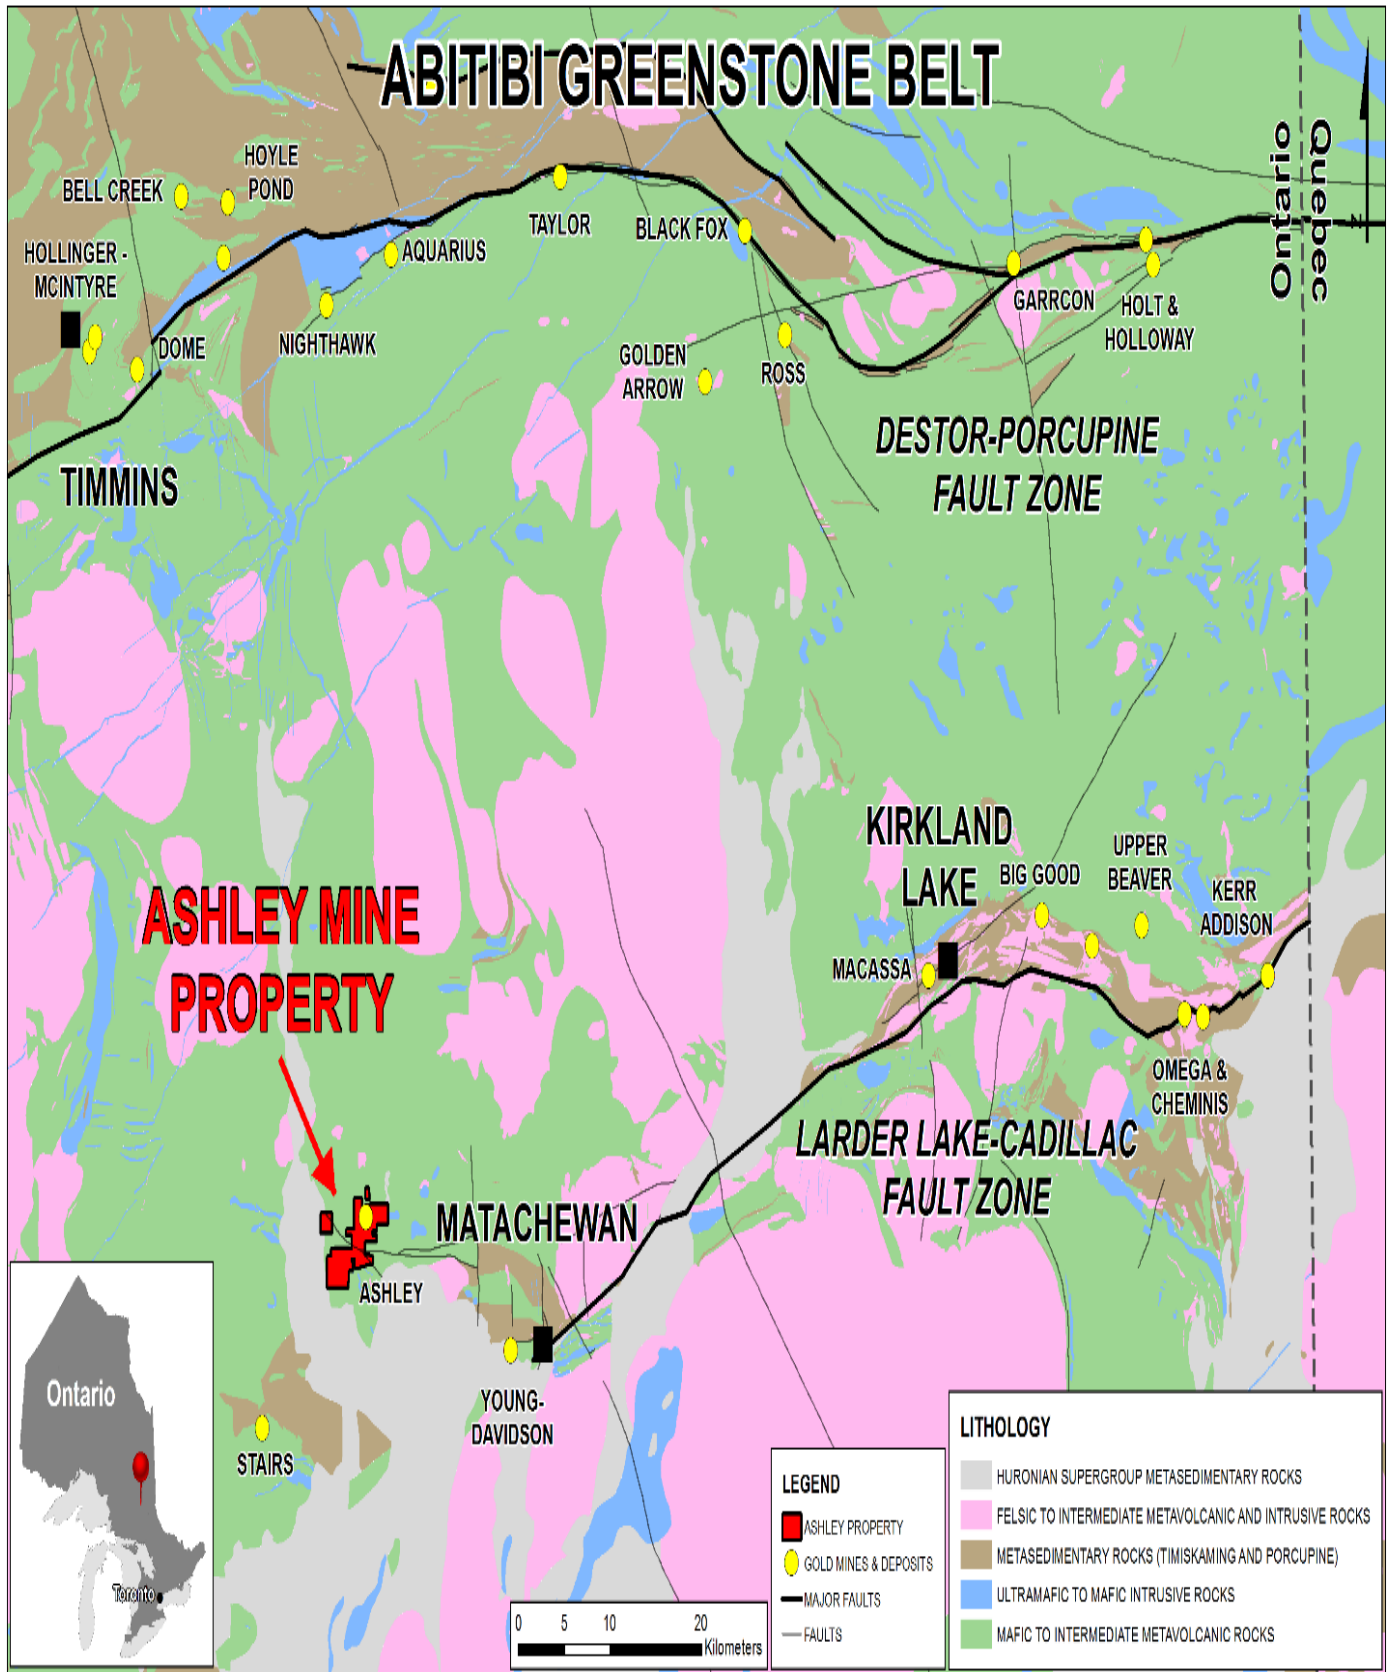 ABITIBI GREENSTONE BELT
Ontario
Quebec
N
HOYLE
POND
BELL CREEK
HOLLINGER -
MCINTYRE
DOME
AQUARIUS
NIGHTHAWK
TAYLOR
BLACK FOX
GOLDEN
ARROW
ROSS
GARRCON
HOLT &
HOLLOWAY
TIMMINS
DESTOR-PORCUPINE
FAULT ZONE
KIRKLAND
LAKE
BIG GOOD
UPPER
BEAVER
KERR
ADDISON
MACASSA
OMEGA &
CHEMINIS
ASHLEY MINE
PROPERTY
LARDER LAKE-CADILLAC
FAULT ZONE
MATACHEWAN
ASHLEY
YOUNG-
DAVIDSON
STAIRS
Ontario
Toronto
0 5 10 20
Kilometers
LEGEND
ASHLEY PROPERTY
GOLD MINES & DEPOSITS
MAJOR FAULTS
FAULTS
LITHOLOGY
HURONIAN SUPERGROUP METASEDIMENTARY ROCKS
FELSIC TO INTERMEDIATE METAVOLCANIC AND INTRUSIVE ROCKS
METASEDIMENTARY ROCKS (TIMISKAMING AND PORCUPINE)
ULTRAMAFIC TO MAFIC INTRUSIVE ROCKS
MAFIC TO INTERMEDIATE METAVOLCANIC ROCKS